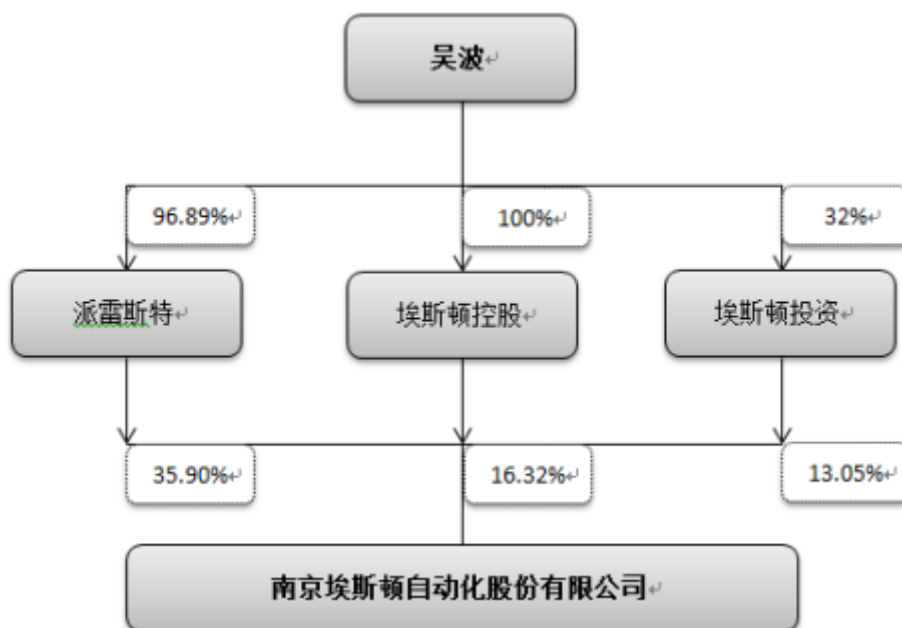 吴波
96.89%
100%
32%
派雷斯特
埃斯顿控股
埃斯顿投资
35.90%
16.32%
13.05%
南京埃斯顿自动化股份有限公司